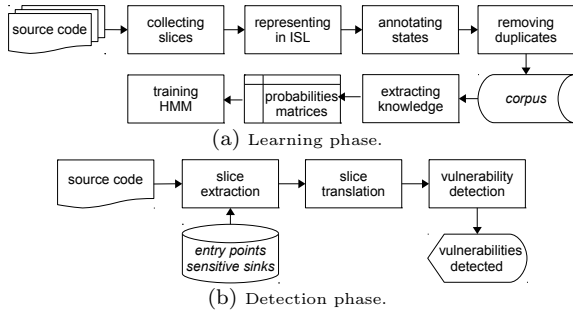 source code
collecting
slices
representing
in ISL
annotating
states
removing
duplicates
training
HMM
probabilities
matrices
extracting
knowledge
corpus
(a) Learning phase.
source code
slice
extraction
slice
translation
vulnerability
detection
entry points
sensitive sinks
vulnerabilities
detected
(b) Detection phase.